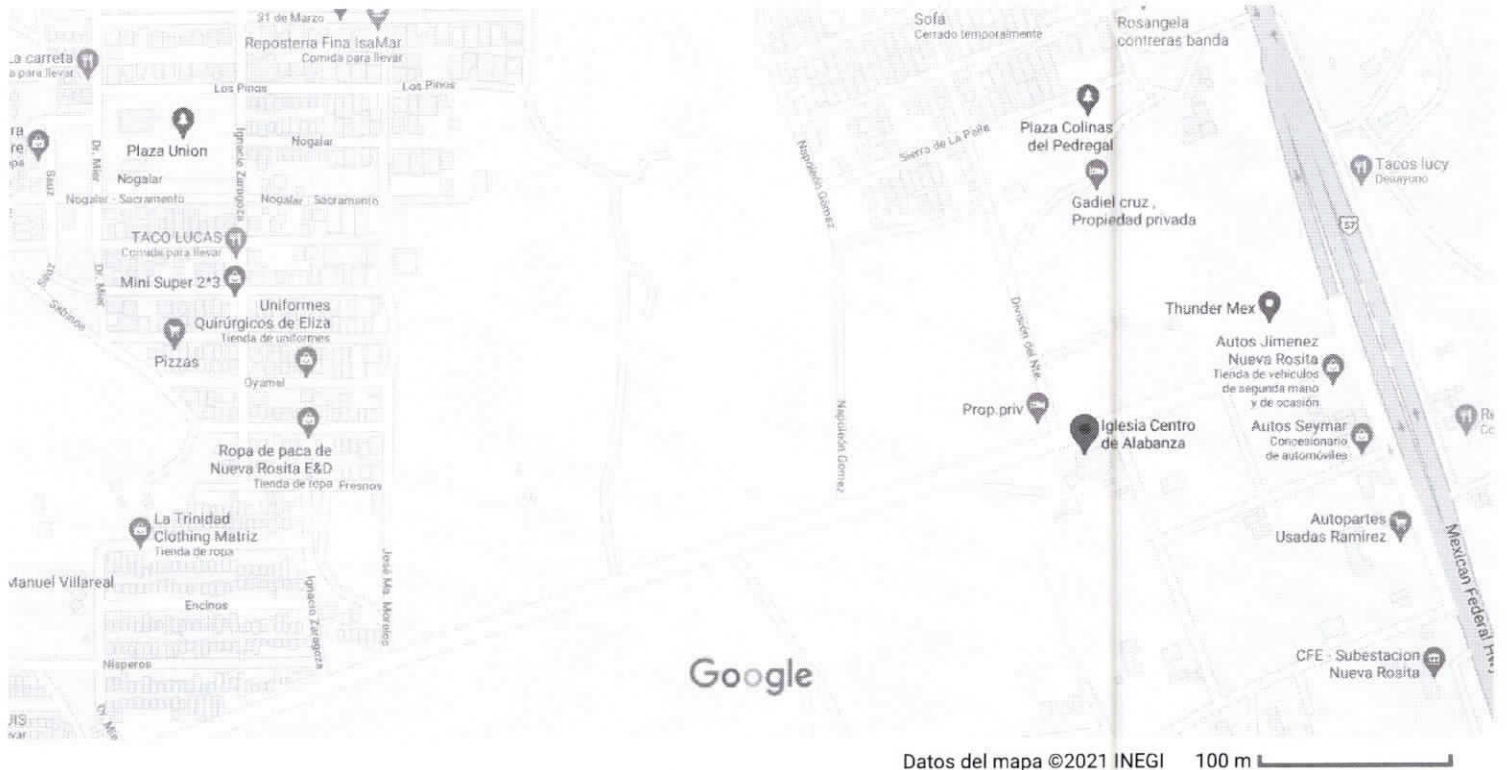 31 de Marzo
Reposteria Fina IsaMar
Comida para llevar
Sofa
Cerrado temporalmente
Rosangela
contreras banda
La carreta
a para llevar
Los Pinos
Los Pinos
Plaza Union
Nogalar
Nogalar
Nogalar - Sacramento
Nogalar - Sacramento
Dr. Mier
Ignacio Zaragoza
Napoleón Gómez
Sierra de La Paila
Plaza Colinas
del Pedregal
Gadiel cruz ,
Propiedad privada
Tacos lucy
Desayuno
57
TACO LUCAS
Comida para llevar
Mini Super 2*3
Dr. Mier
Sabinos
Uniformes
Quirúrgicos de Eliza
Tienda de uniformes
Pizzas
Oyamel
División del Nte.
Thunder Mex
Autos Jimenez
Nueva Rosita
Tienda de vehículos
de segunda mano
y de ocasión
Prop.priv
Iglesia Centro
de Alabanza
Autos Seymar
Concesionario
de automóviles
Napoleón Gómez
Ropa de paca de
Nueva Rosita E&D
Tienda de ropa
Fresnos
La Trinidad
Clothing Matriz
Tienda de ropa
Autopartes
Usadas Ramirez
Manuel Villareal
Encinos
Ignacio Zaragoza
José Ma. Morelos
Mexican Federal Hwy
Nisperos
Google
CFE - Subestacion
Nueva Rosita
Datos del mapa ©2021 INEGI
100 m